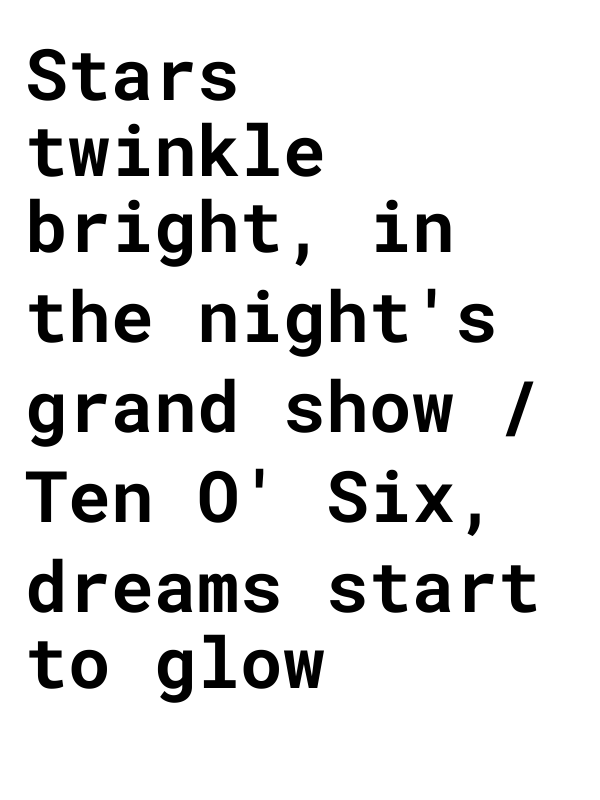 Stars
twinkle
bright, in
the night's
grand show /
Ten O' Six,
dreams start
to glow